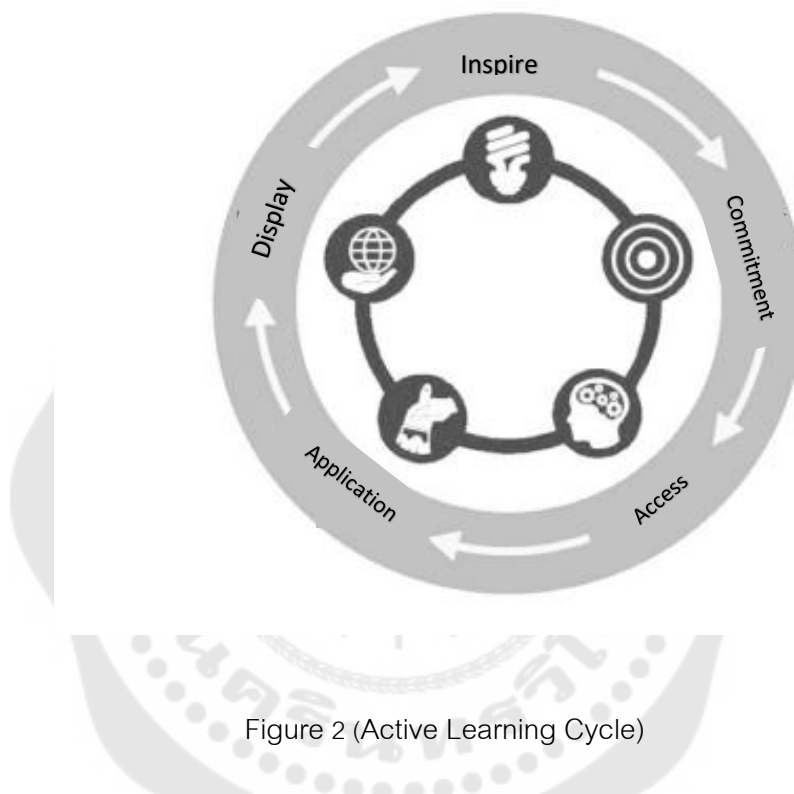 Inspire
Commitment
Access
Application
Display
Figure 2 (Active Learning Cycle)